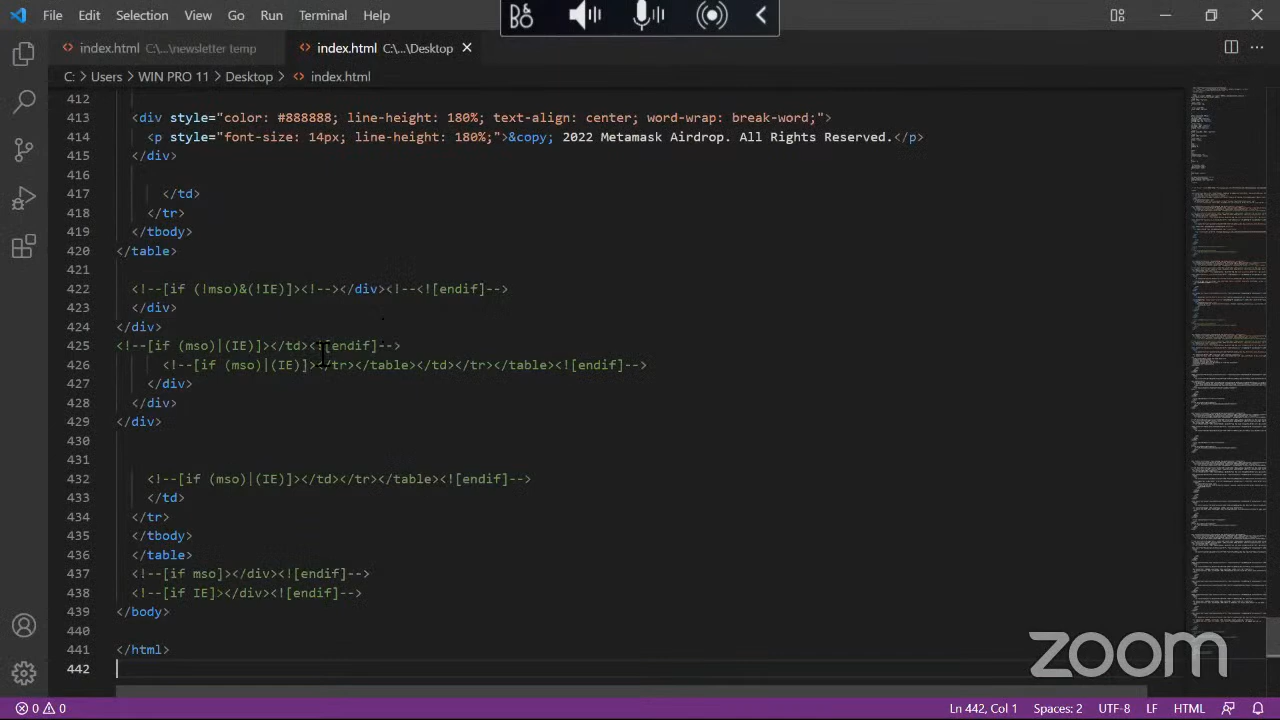 File Edit Selection View Go Run Terminal Help
BO
index.html C:\...\newsletter temp index.html C:\...\Desktop
C: > Users > WIN PRO 11 > Desktop > index.html
412
413 <div style="color: #888888; line-height: 180%; text-align: center; word-wrap: break-word;">
414 <p style="font-size: 14px; line-height: 180%;">&copy; 2022 Metamask Airdrop. All Rights Reserved.</p>
415 </div>
416
417 </td>
418 </tr>
419 </tbody>
420 </table>
421
422 <!--[if (!mso)&(!IE)]><!--></div><!--<![endif]-->
423 </div>
424 </div>
425 <!--[if (mso)|(IE)]></td><![endif]-->
426 <!--[if (mso)|(IE)]></tr></table></td></tr></table><![endif]-->
427 </div>
428 </div>
429 </div>
430
431
432 <!--[if (mso)|(IE)]></td></tr></table><![endif]-->
433 </td>
434 </tr>
435 </tbody>
436 </table>
437 <!--[if mso]></div><![endif]-->
438 <!--[if IE]></div><![endif]-->
439 </body>
440
441 </html>
442
zoom
0 0 Ln 442, Col 1 Spaces: 2 UTF-8 LF HTML